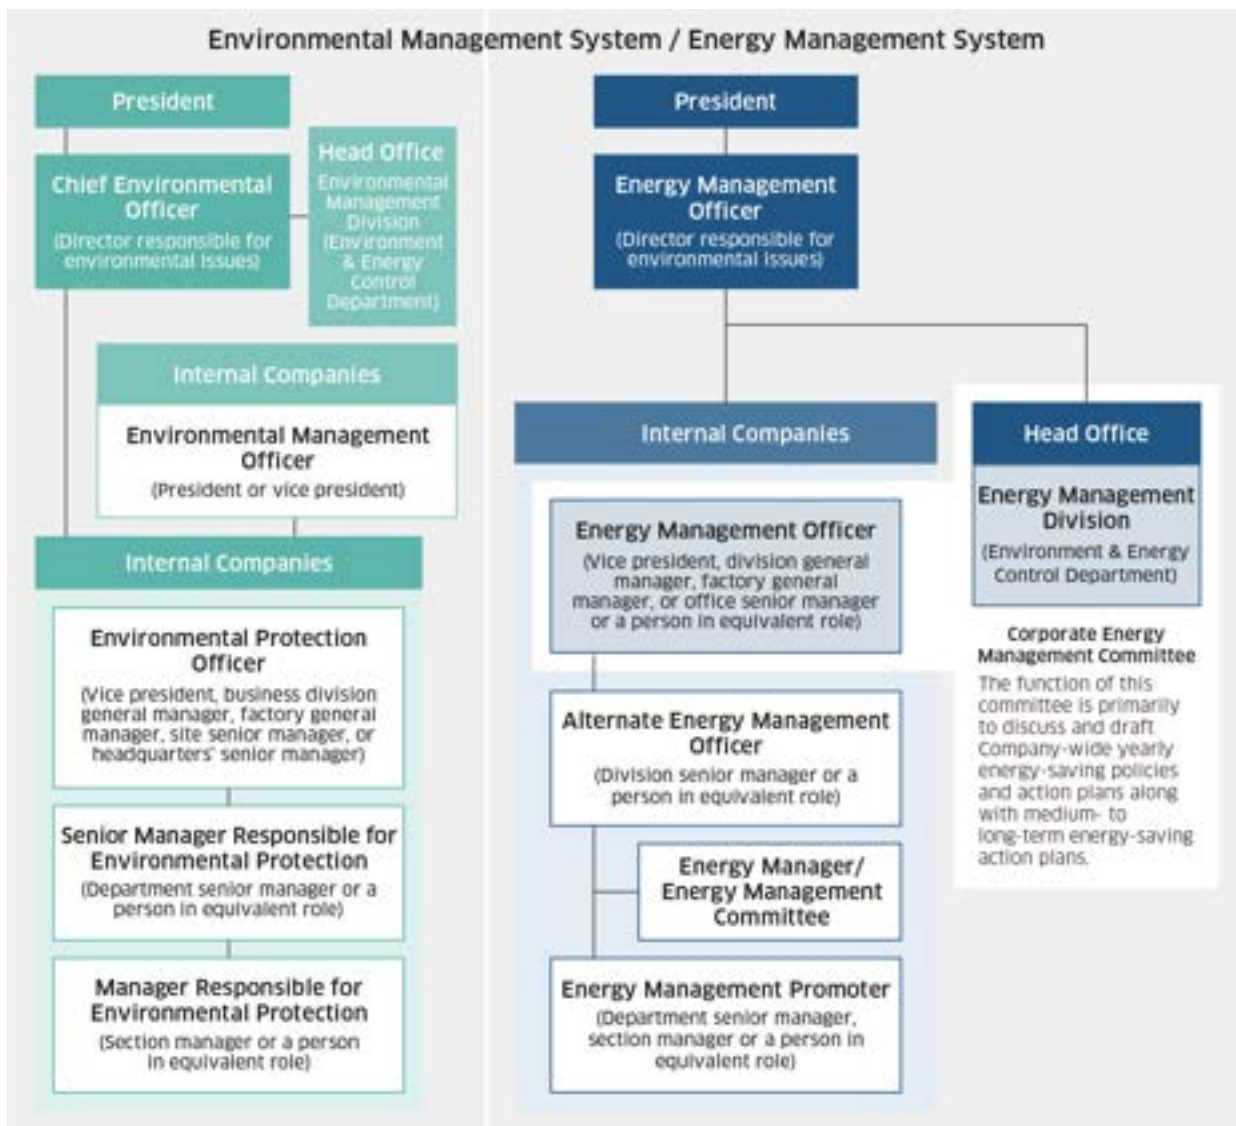 Environmental Management System / Energy Management System
President
Chief Environmental
Officer
(Director responsible for
environmental issues)
Head Office
Environmental
Management
Division
(Environment
& Energy
Control
Department)
Internal Companies
Environmental Management
Officer
(President or vice president)
Internal Companies
Environmental Protection
Officer
(Vice president, business division
general manager, factory general
manager, site senior manager, or
headquarters' senior manager)
Senior Manager Responsible for
Environmental Protection
(Department senior manager or a
person in equivalent role)
Manager Responsible for
Environmental Protection
(Section manager or a person
in equivalent role)
President
Energy Management
Officer
(Director responsible for
environmental issues)
Internal Companies
Energy Management Officer
(Vice president, division general
manager, factory general
manager, or office senior manager
or a person in equivalent role)
Alternate Energy Management
Officer
(Division senior manager or a
person in equivalent role)
Energy Manager/
Energy Management
Committee
Energy Management Promoter
(Department senior manager,
section manager or a person in
equivalent role)
Head Office
Energy Management
Division
(Environment & Energy
Control Department)
Corporate Energy
Management Committee
The function of this
committee is primarily
to discuss and draft
Company-wide yearly
energy-saving policies
and action plans along
with medium- to
long-term energy-saving
action plans.